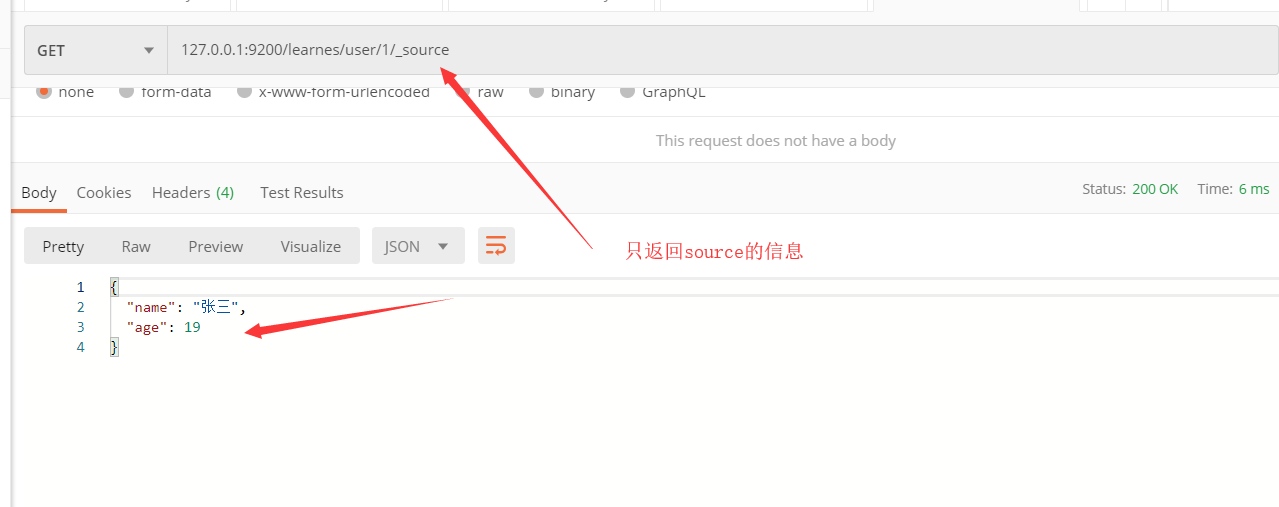 GET 127.0.0.1:9200/learnes/user/1/_source
none form-data x-www-form-urlencoded raw binary GraphQL
This request does not have a body
Body Cookies Headers (4) Test Results Status: 200 OK Time: 6 ms
Pretty Raw Preview Visualize JSON
只返回source的信息
1 {
2 "name": "张三",
3 "age": 19
4 }